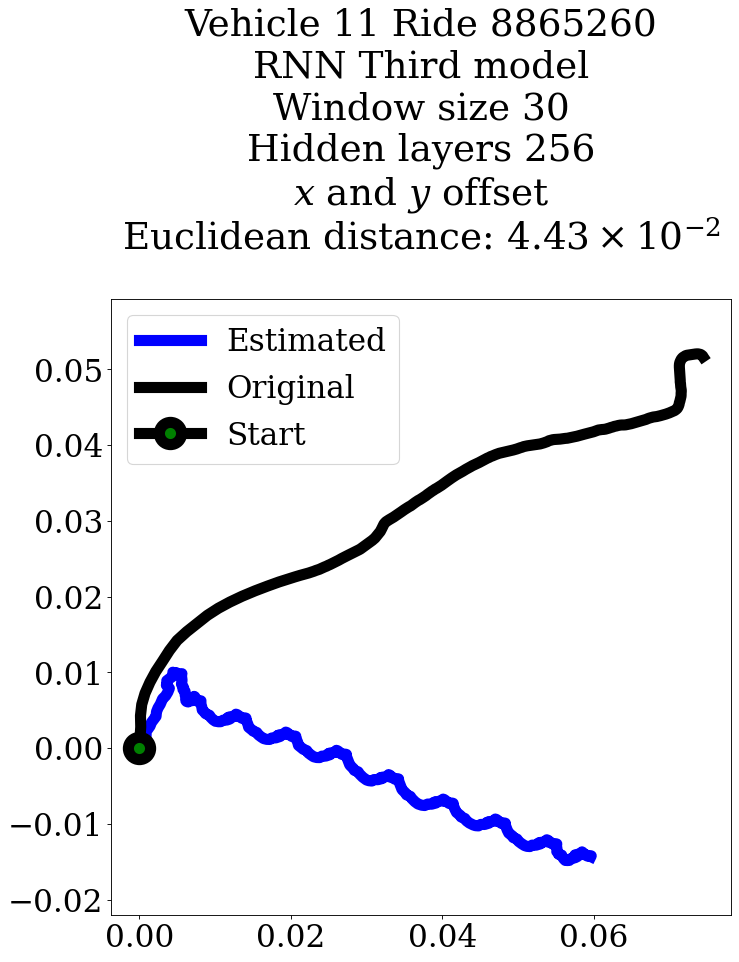 Vehicle 11 Ride 8865260
RNN Third model
Window size 30
Hidden layers 256
x and y offset
Euclidean distance: 4.43 × 10⁻²
Estimated
Original
Start
0.05
0.04
0.03
0.02
0.01
0.00
−0.01
−0.02
0.00 0.02 0.04 0.06